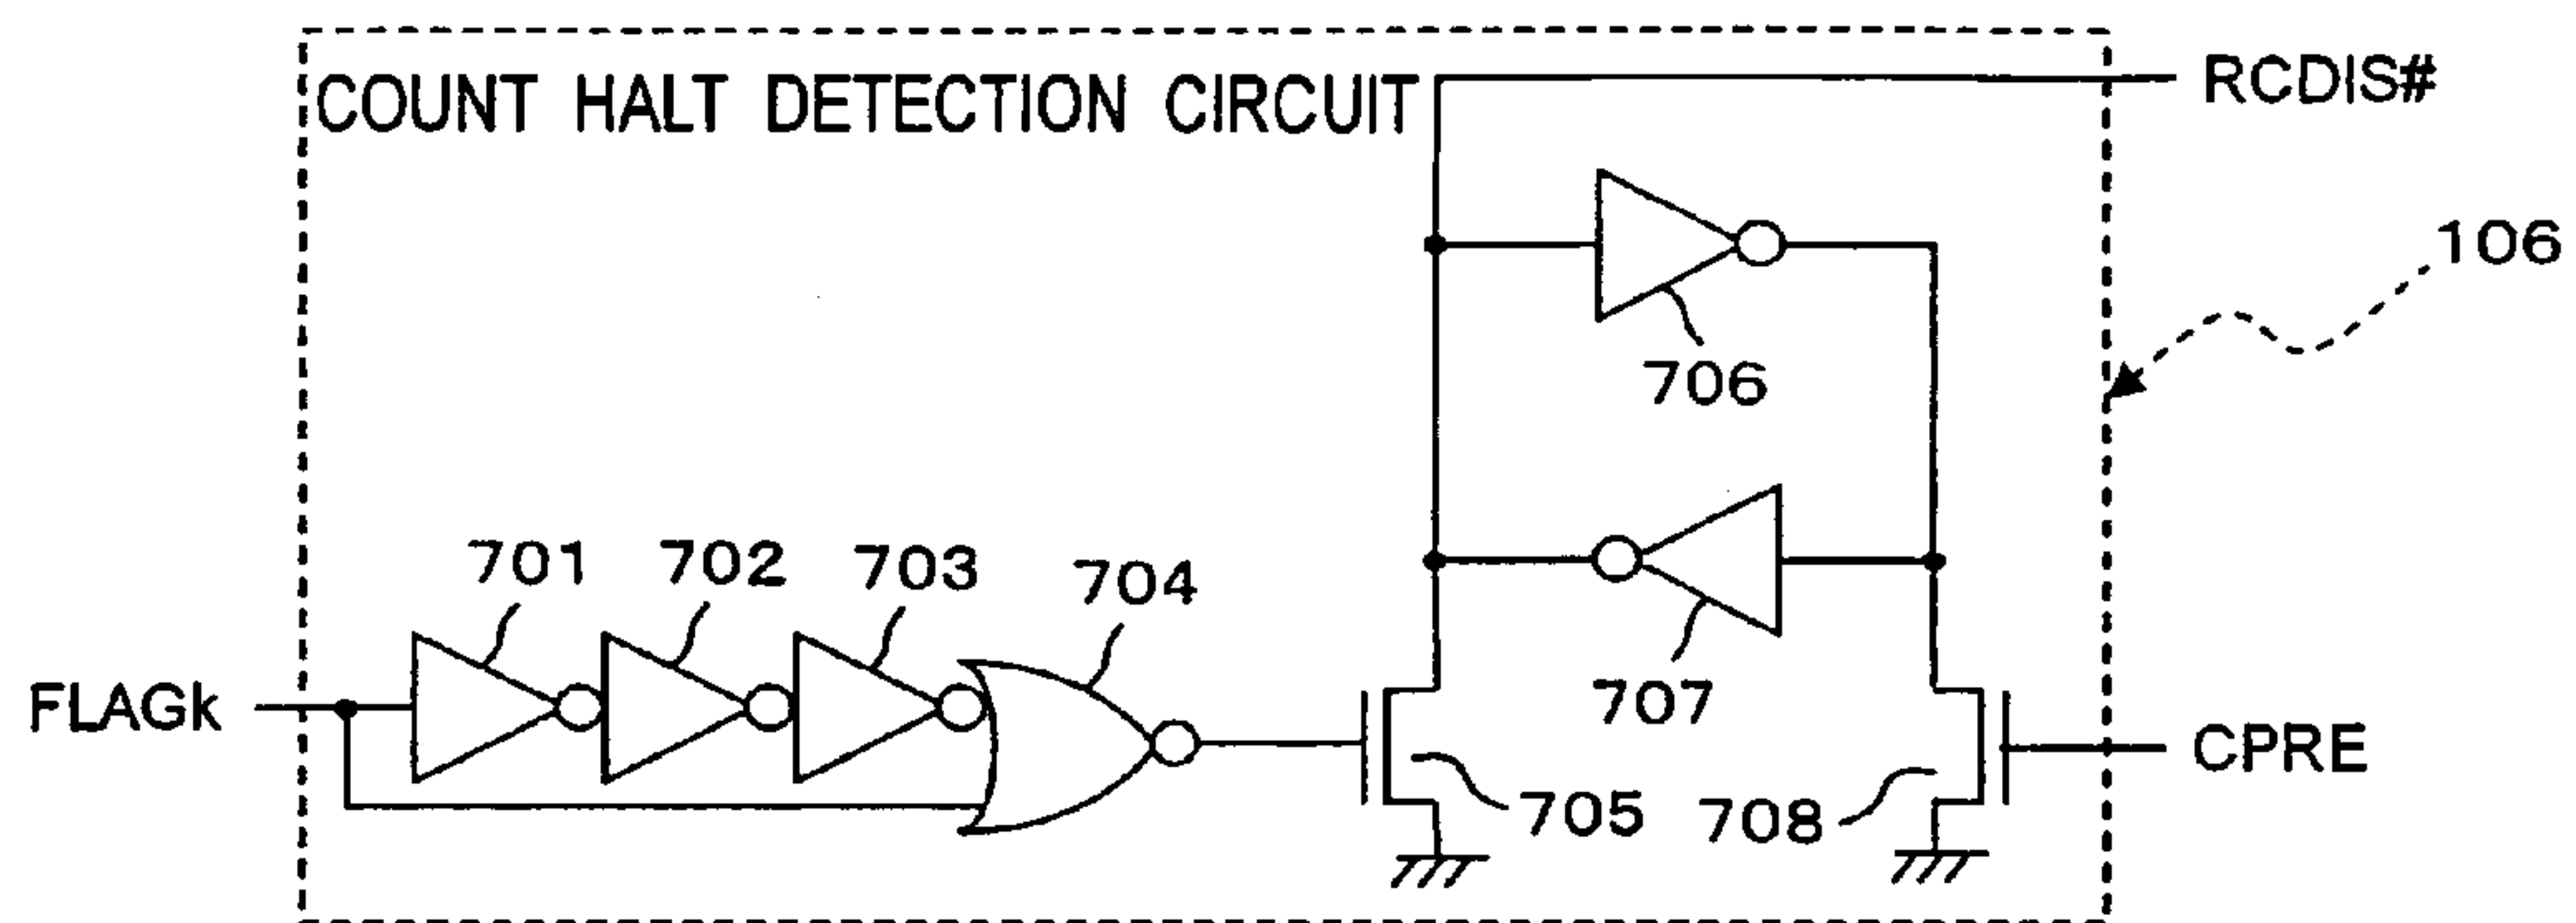 COUNT HALT DETECTION CIRCUIT
RCDIS#
106
706
701
702
703
704
707
FLAGk
705
708
CPRE